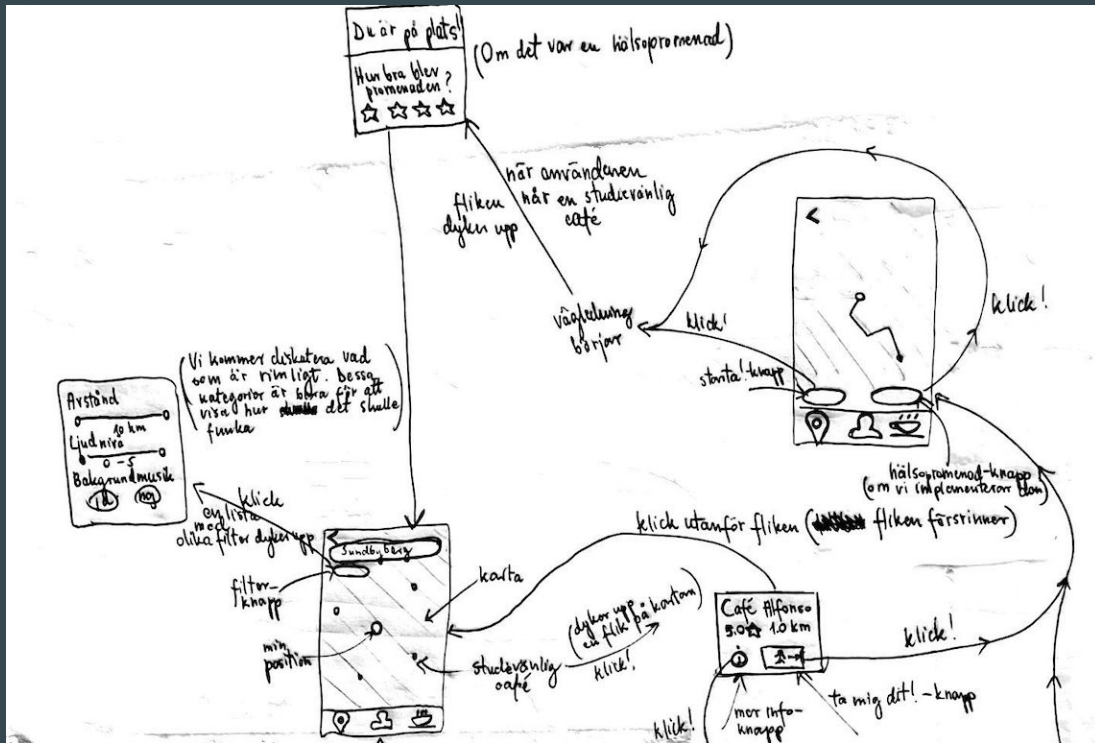 Du är på plats!
Hur bra blev
promenaden?
(Om det var en hälsopromenad)
när användaren
når en studievänlig
café
fliken
dyker upp
vägledning
börjar
klick!
klick!
starta!-knapp
hälsopromenad-knapp
(om vi implementerar den)
(Vi kommer diskutera vad
som är rimligt. Dessa
kategorier är bara för att
visa hur det skulle
funka
Avstånd
10 km
Ljudnivå
0 - 5
Bakgrundmusik
ja nej
klick
en lista
med
olika filter dyker upp
Sundbyberg
filter-
knapp
min
position
karta
studievänlig
café
(dyker upp
en flik på kartan)
klick!
klick utanför fliken (fliken försvinner)
Café Alfonso
5.0 1.0 km
i
klick!
klick!
mer info-
knapp
ta mig dit!-knapp